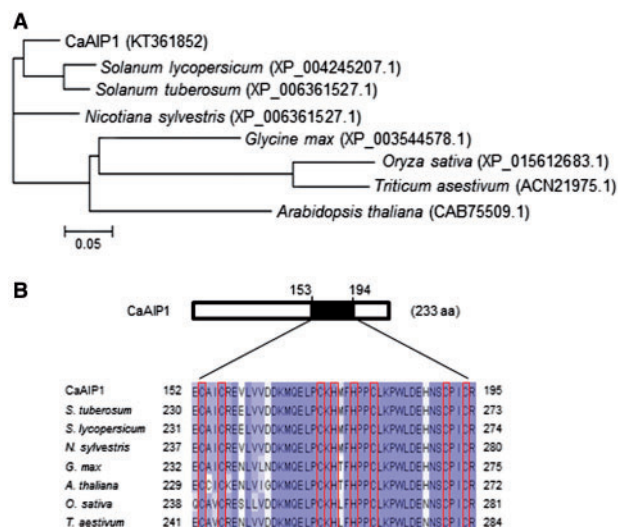 A
CaAIP1 (KT361852)
Solanum lycopersicum (XP_004245207.1)
Solanum tuberosum (XP_006361527.1)
Nicotiana sylvestris (XP_006361527.1)
Glycine max (XP_003544578.1)
Oryza sativa (XP_015612683.1)
Triticum asestivum (ACN21975.1)
Arabidopsis thaliana (CAB75509.1)
0.05
B
153 194
CaAIP1 (233 aa)
CaAIP1 152 ECAICREVLVVDDKMQELPCKHMFHPPCLKPWLDEHNSCPICR 195
S. tuberosum 230 273
S. lycopersicum 231 274
N. sylvestris 237 280
G. max 232 ECAICRENLVLNDKMQELPCKHTFHPPCLKPWLDEHNSCPICR 275
A. thaliana 229 ECCICKENLVIGDKMQELPCKHTFHPPCLKPWLDEHNSCPICR 272
O. sativa 238 281
T. aestivum 241 284